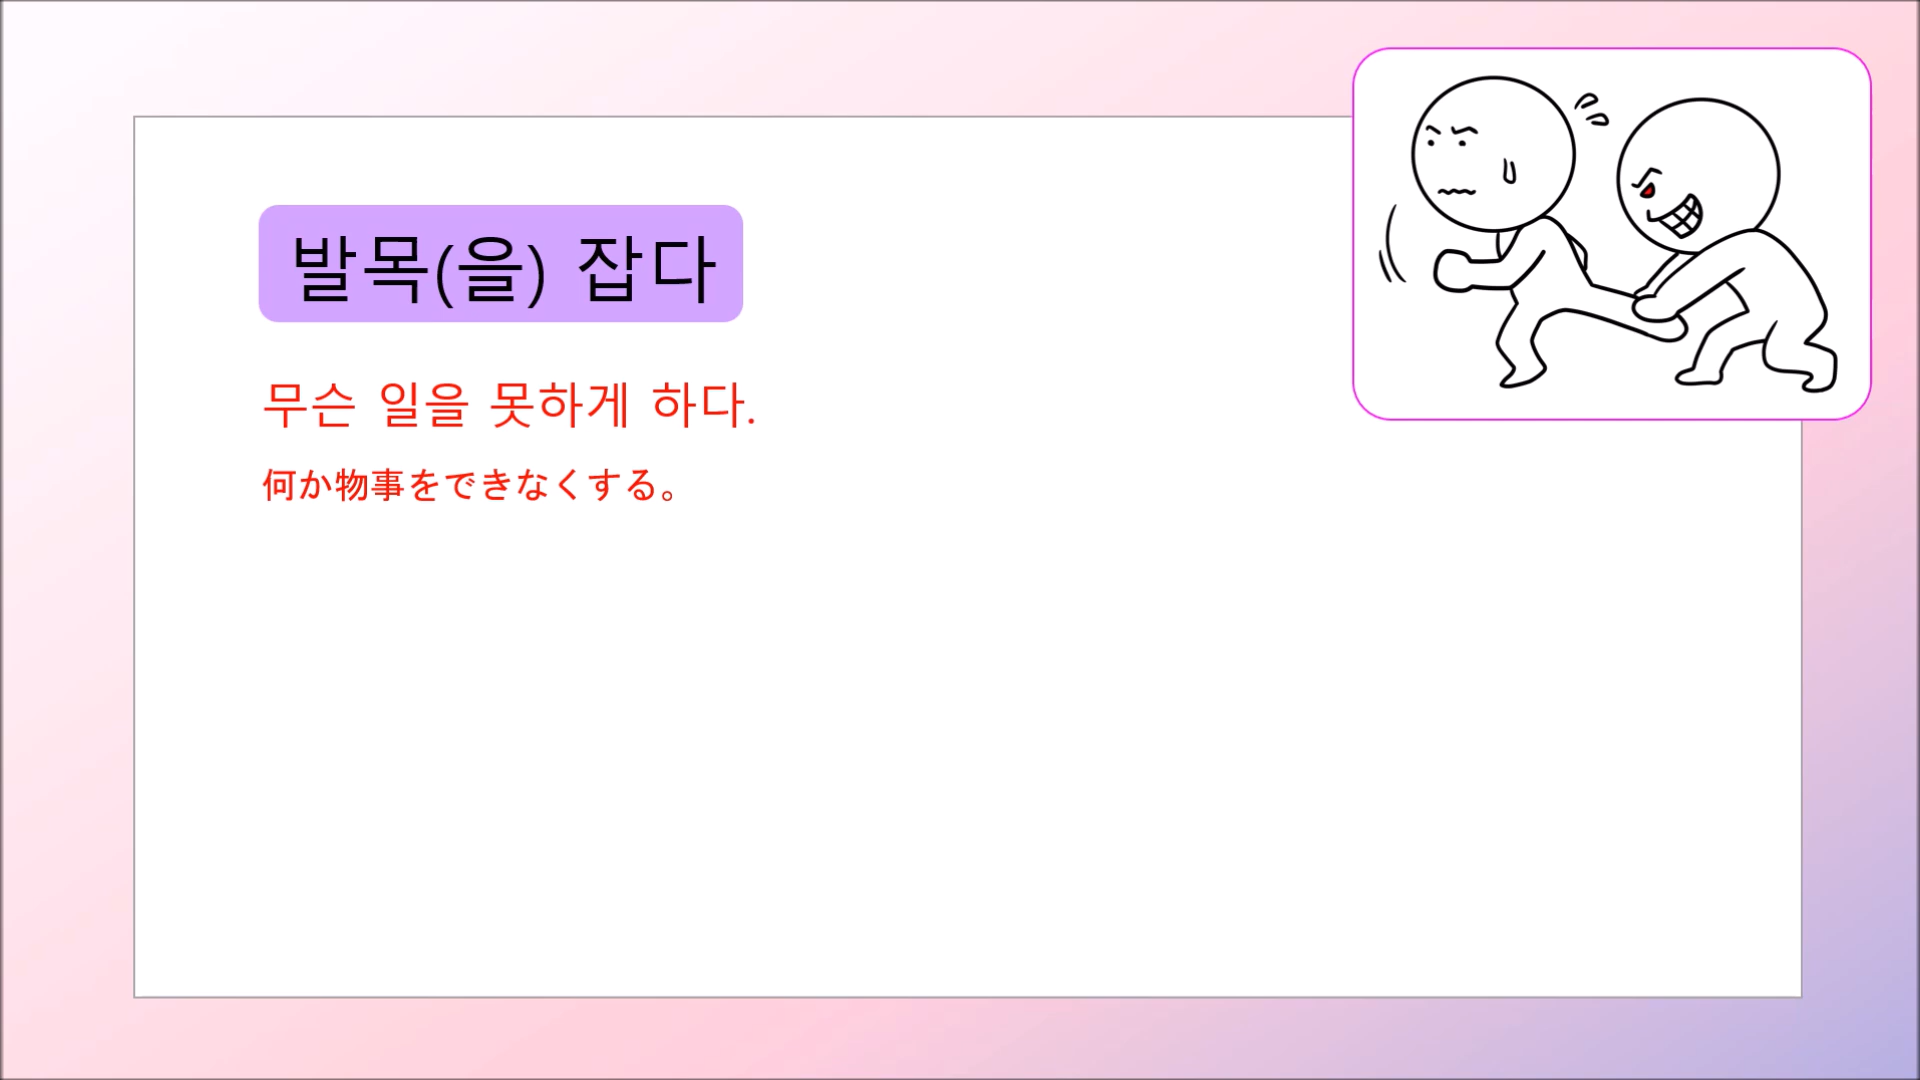 발목(을) 잡다
무슨 일을 못하게 하다.
何か物事をできなくする。